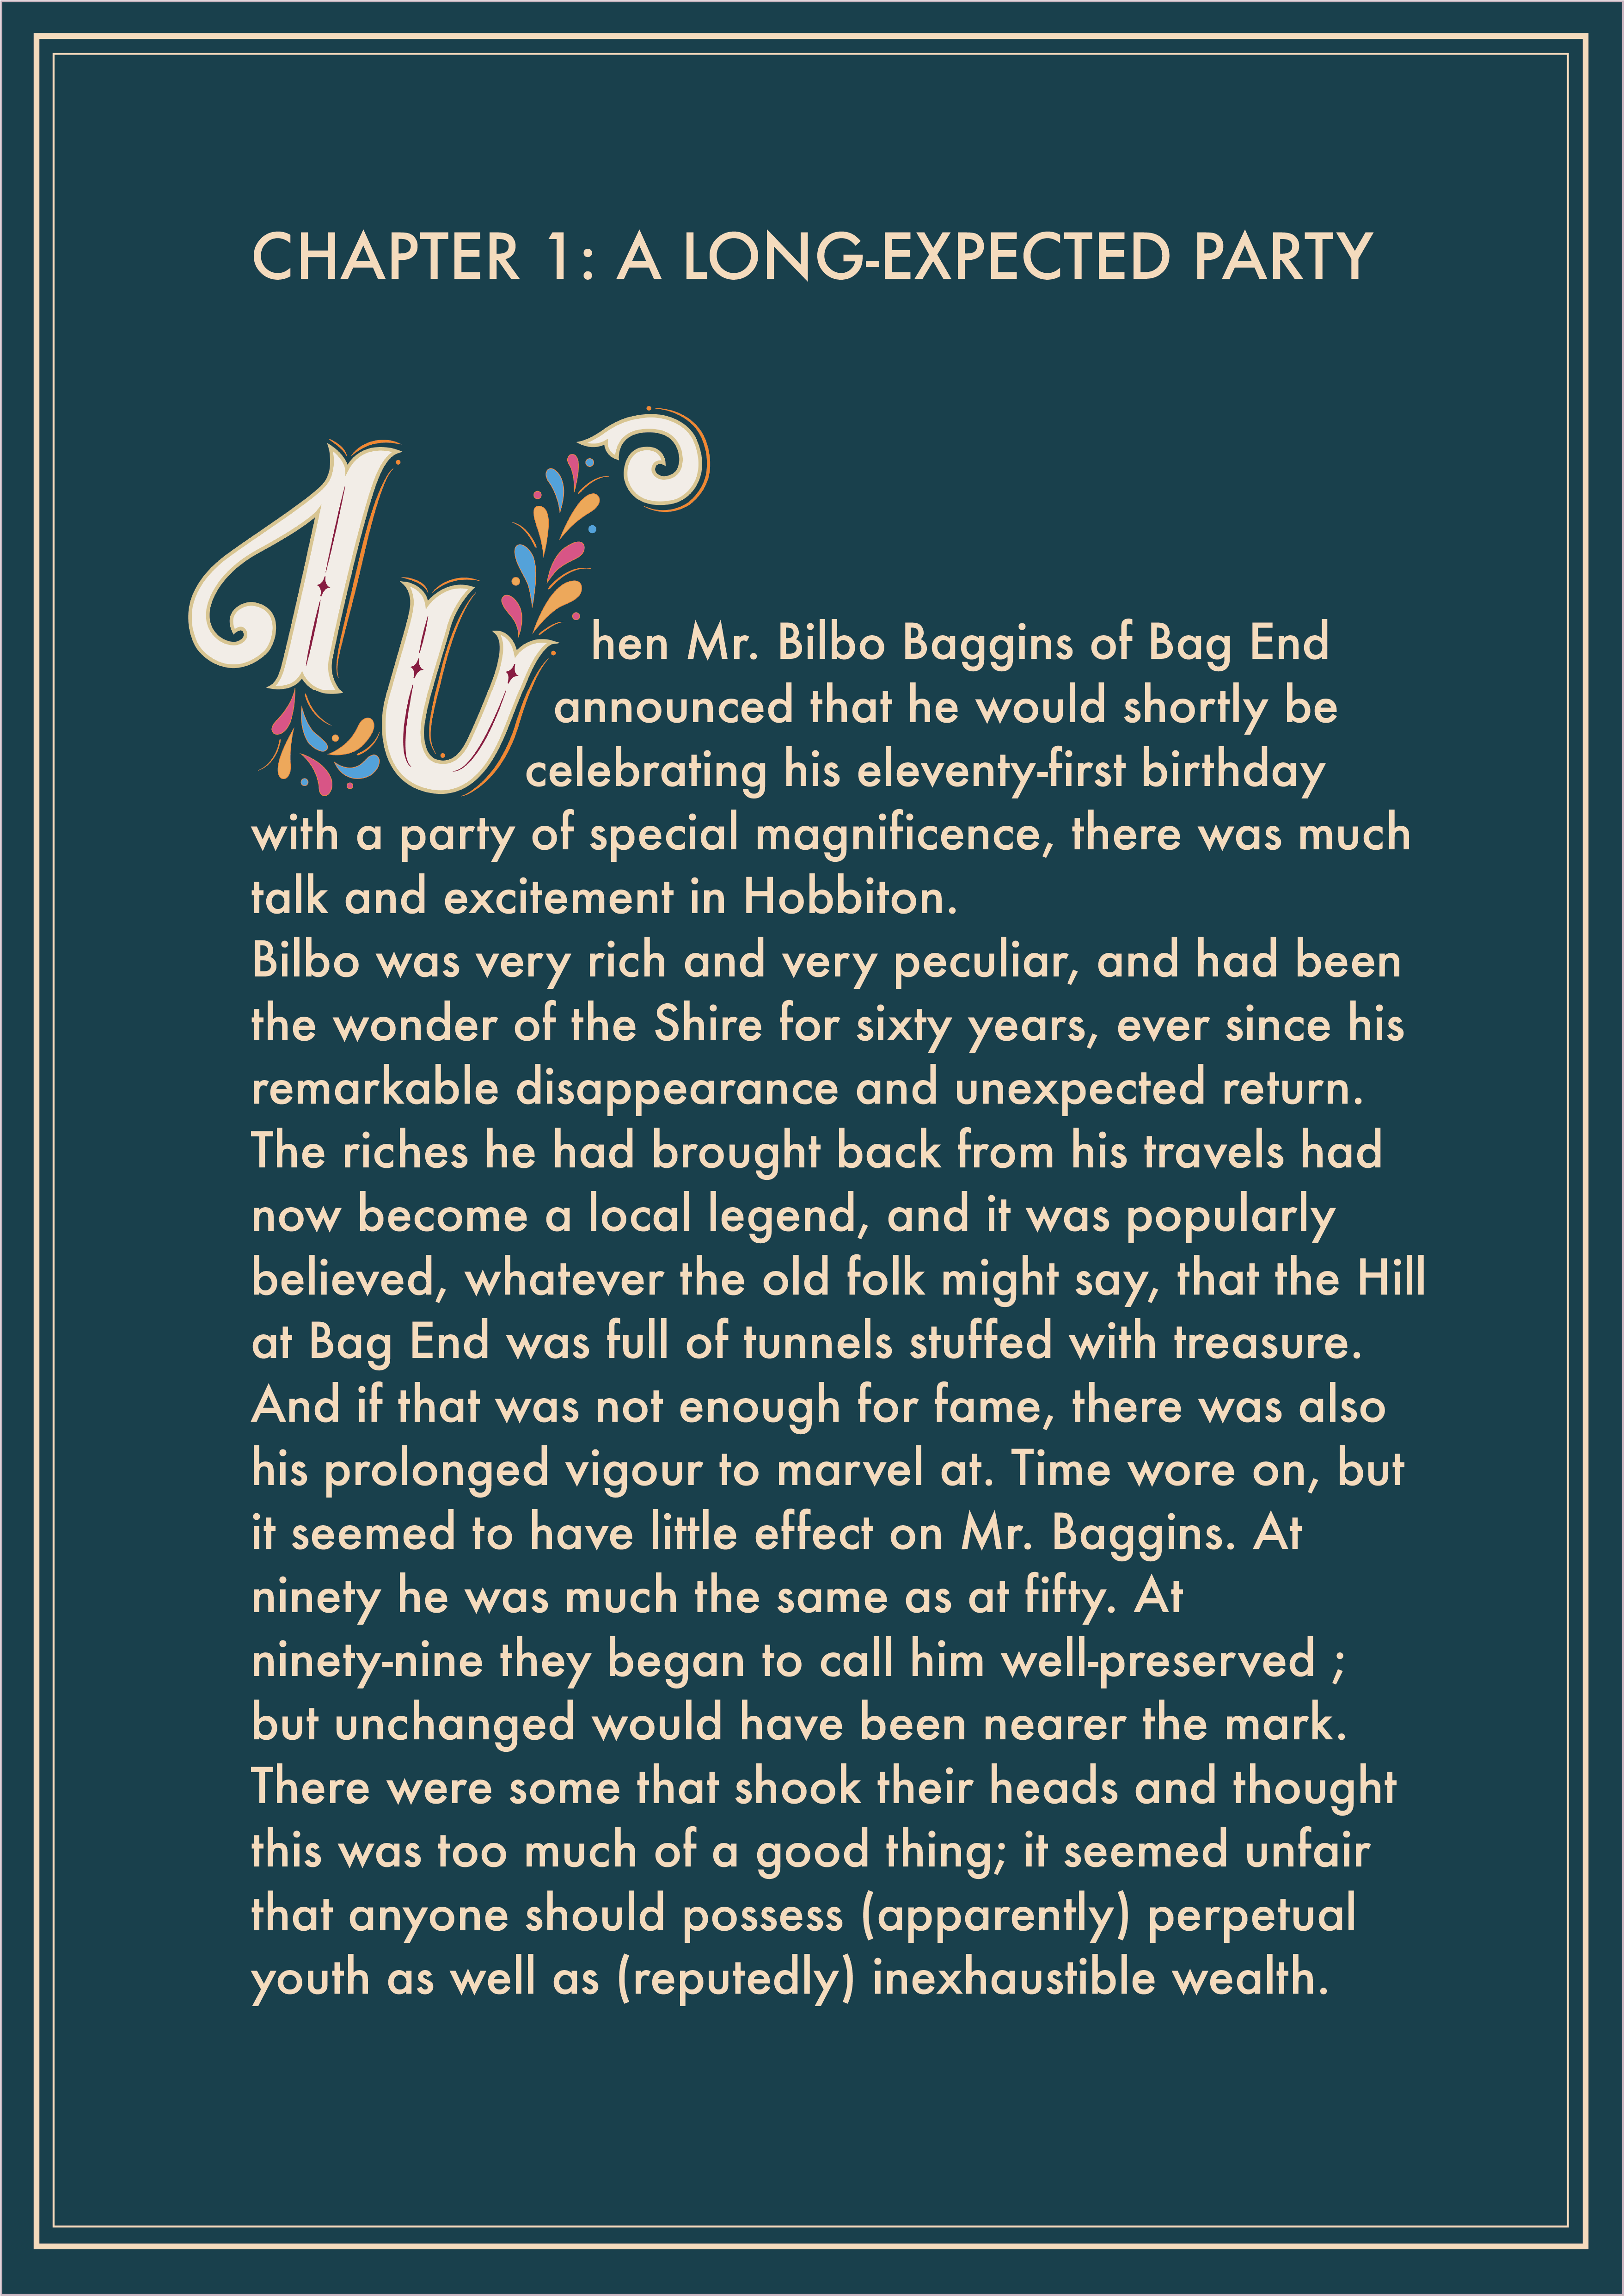 CHAPTER 1: A LONG-EXPECTED PARTY
When Mr. Bilbo Baggins of Bag End
announced that he would shortly be
celebrating his eleventy-first birthday
with a party of special magnificence, there was much
talk and excitement in Hobbiton.
Bilbo was very rich and very peculiar, and had been
the wonder of the Shire for sixty years, ever since his
remarkable disappearance and unexpected return.
The riches he had brought back from his travels had
now become a local legend, and it was popularly
believed, whatever the old folk might say, that the Hill
at Bag End was full of tunnels stuffed with treasure.
And if that was not enough for fame, there was also
his prolonged vigour to marvel at. Time wore on, but
it seemed to have little effect on Mr. Baggins. At
ninety he was much the same as at fifty. At
ninety-nine they began to call him well-preserved ;
but unchanged would have been nearer the mark.
There were some that shook their heads and thought
this was too much of a good thing; it seemed unfair
that anyone should possess (apparently) perpetual
youth as well as (reputedly) inexhaustible wealth.